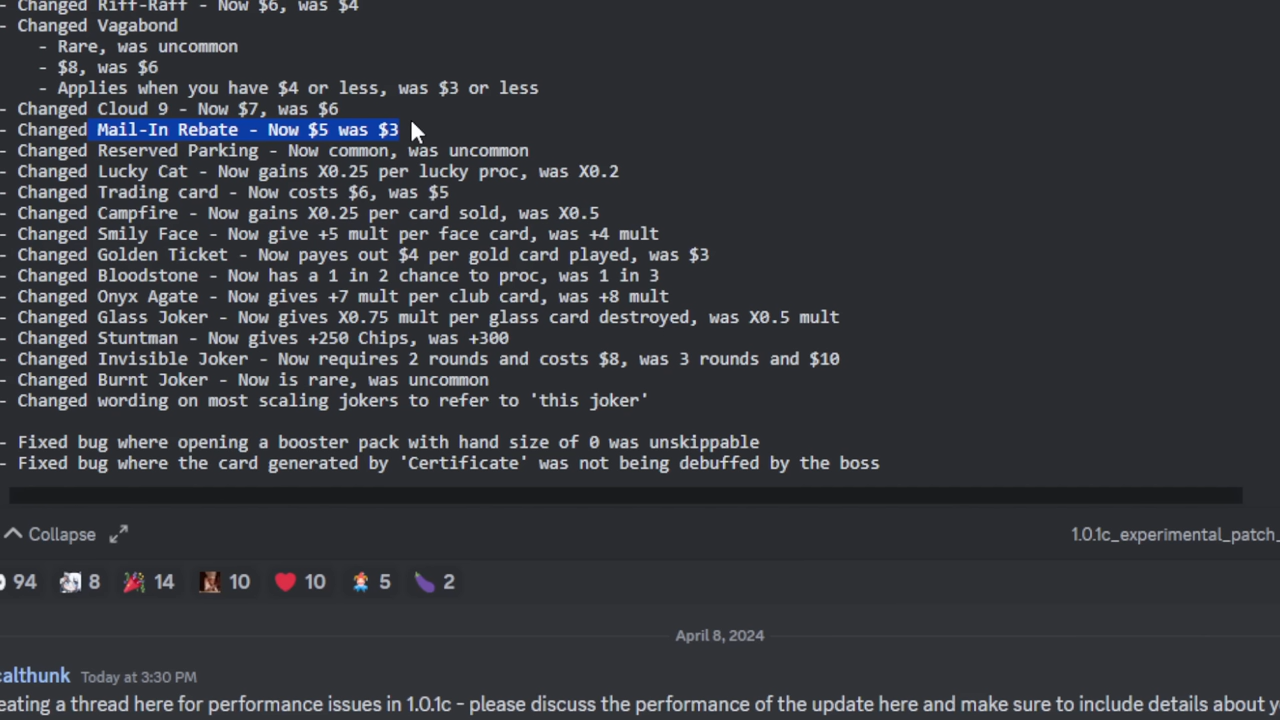 - Changed Riff-Raff - Now $6, was $4
- Changed Vagabond
- Rare, was uncommon
- $8, was $6
- Applies when you have $4 or less, was $3 or less
- Changed Cloud 9 - Now $7, was $6
- Changed Mail-In Rebate - Now $5 was $3
- Changed Reserved Parking - Now common, was uncommon
- Changed Lucky Cat - Now gains X0.25 per lucky proc, was X0.2
- Changed Trading card - Now costs $6, was $5
- Changed Campfire - Now gains X0.25 per card sold, was X0.5
- Changed Smily Face - Now give +5 mult per face card, was +4 mult
- Changed Golden Ticket - Now payes out $4 per gold card played, was $3
- Changed Bloodstone - Now has a 1 in 2 chance to proc, was 1 in 3
- Changed Onyx Agate - Now gives +7 mult per club card, was +8 mult
- Changed Glass Joker - Now gives X0.75 mult per glass card destroyed, was X0.5 mult
- Changed Stuntman - Now gives +250 Chips, was +300
- Changed Invisible Joker - Now requires 2 rounds and costs $8, was 3 rounds and $10
- Changed Burnt Joker - Now is rare, was uncommon
- Changed wording on most scaling jokers to refer to 'this joker'
- Fixed bug where opening a booster pack with hand size of 0 was unskippable
- Fixed bug where the card generated by 'Certificate' was not being debuffed by the boss
Collapse 1.0.1c_experimental_patch_
94 8 14 10 10 5 2
April 8, 2024
calthunk Today at 3:30 PM
eating a thread here for performance issues in 1.0.1c - please discuss the performance of the update here and make sure to include details about y